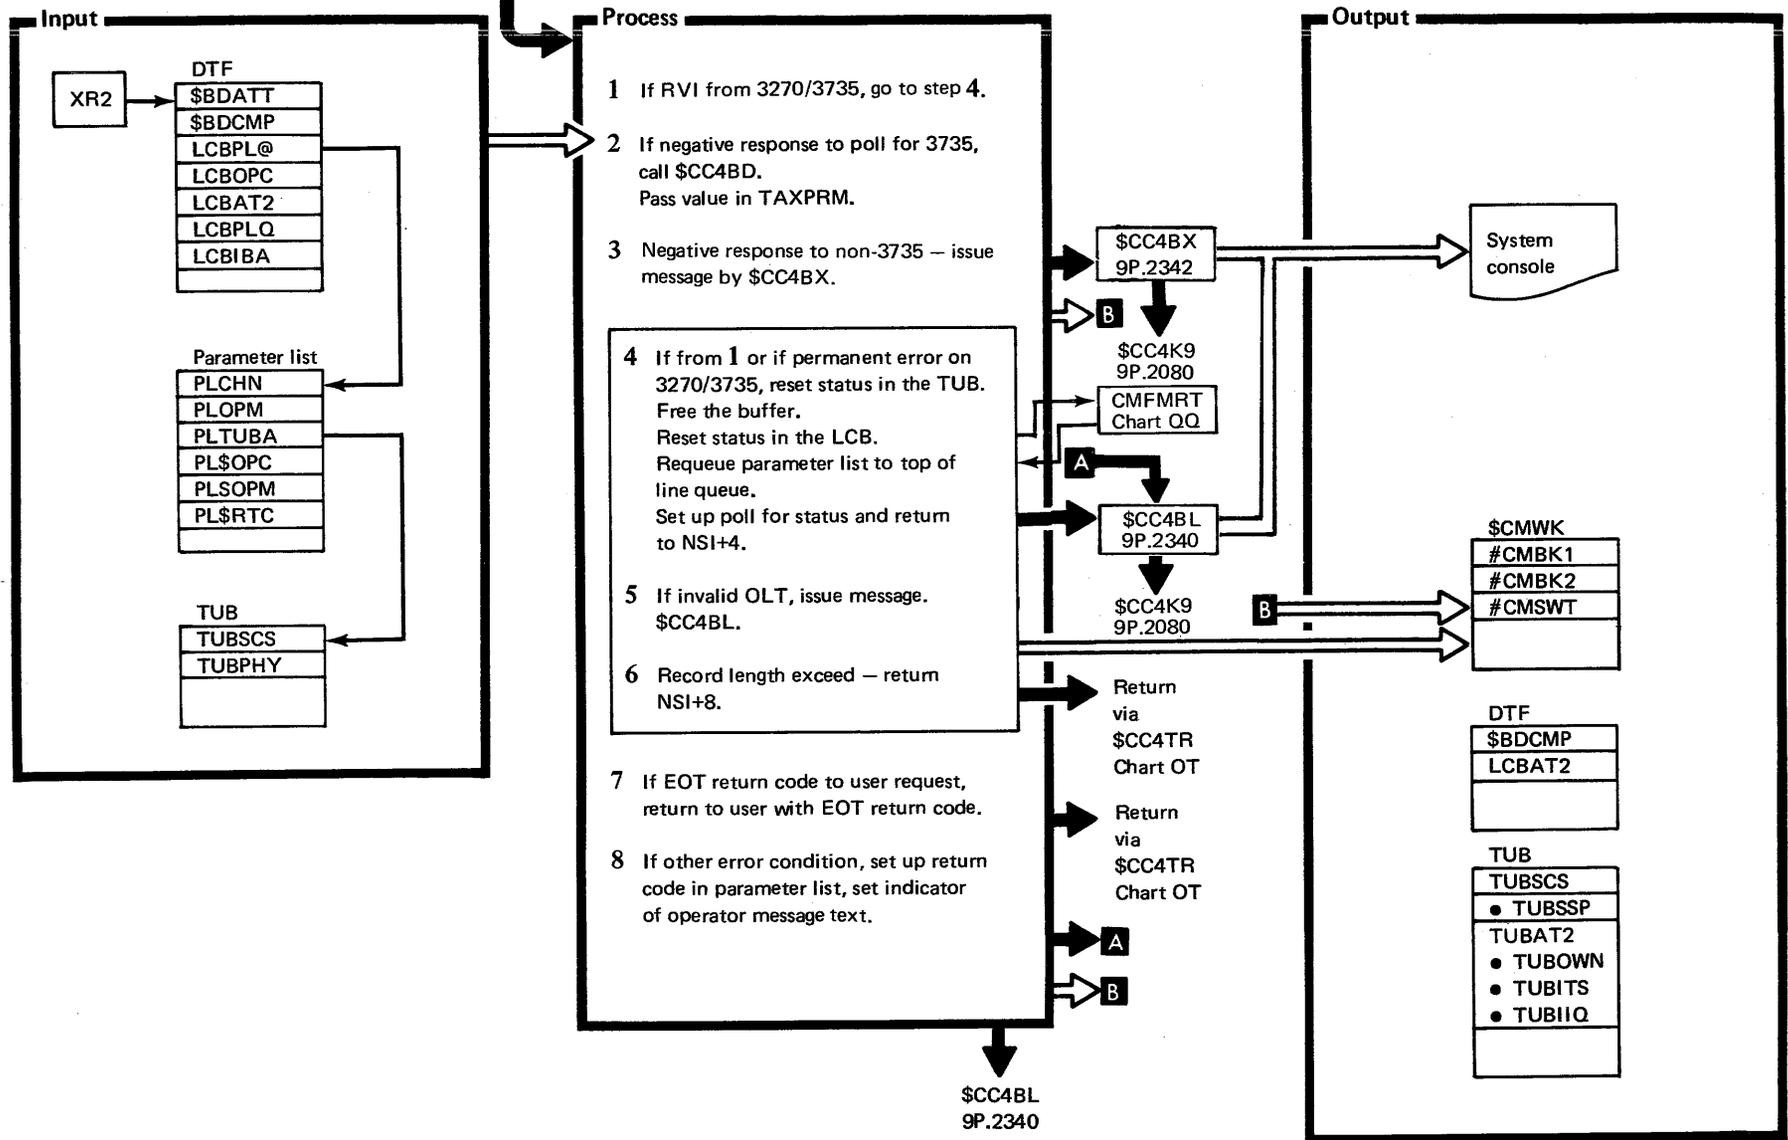 Input
XR2
DTF
$BDATT
$BDCMP
LCBPL@
LCBOPC
LCBAT2
LCBPLQ
LCBIBA
Parameter list
PLCHN
PLOPM
PLTUBA
PL$OPC
PLSOPM
PL$RTC
TUB
TUBSCS
TUBPHY
Process
1 If RVI from 3270/3735, go to step 4.
2 If negative response to poll for 3735,
call $CC4BD.
Pass value in TAXPRM.
3 Negative response to non-3735 — issue
message by $CC4BX.
4 If from 1 or if permanent error on
3270/3735, reset status in the TUB.
Free the buffer.
Reset status in the LCB.
Requeue parameter list to top of
line queue.
Set up poll for status and return
to NSI+4.
5 If invalid OLT, issue message.
$CC4BL.
6 Record length exceed — return
NSI+8.
7 If EOT return code to user request,
return to user with EOT return code.
8 If other error condition, set up return
code in parameter list, set indicator
of operator message text.
$CC4BX
9P.2342
B
$CC4K9
9P.2080
CMFMRT
Chart QQ
A
$CC4BL
9P.2340
$CC4K9
9P.2080
B
Return
via
$CC4TR
Chart OT
Return
via
$CC4TR
Chart OT
A
B
$CC4BL
9P.2340
Output
System
console
$CMWK
#CMBK1
#CMBK2
#CMSWT
DTF
$BDCMP
LCBAT2
TUB
TUBSCS
• TUBSSP
TUBAT2
• TUBOWN
• TUBITS
• TUBIIQ